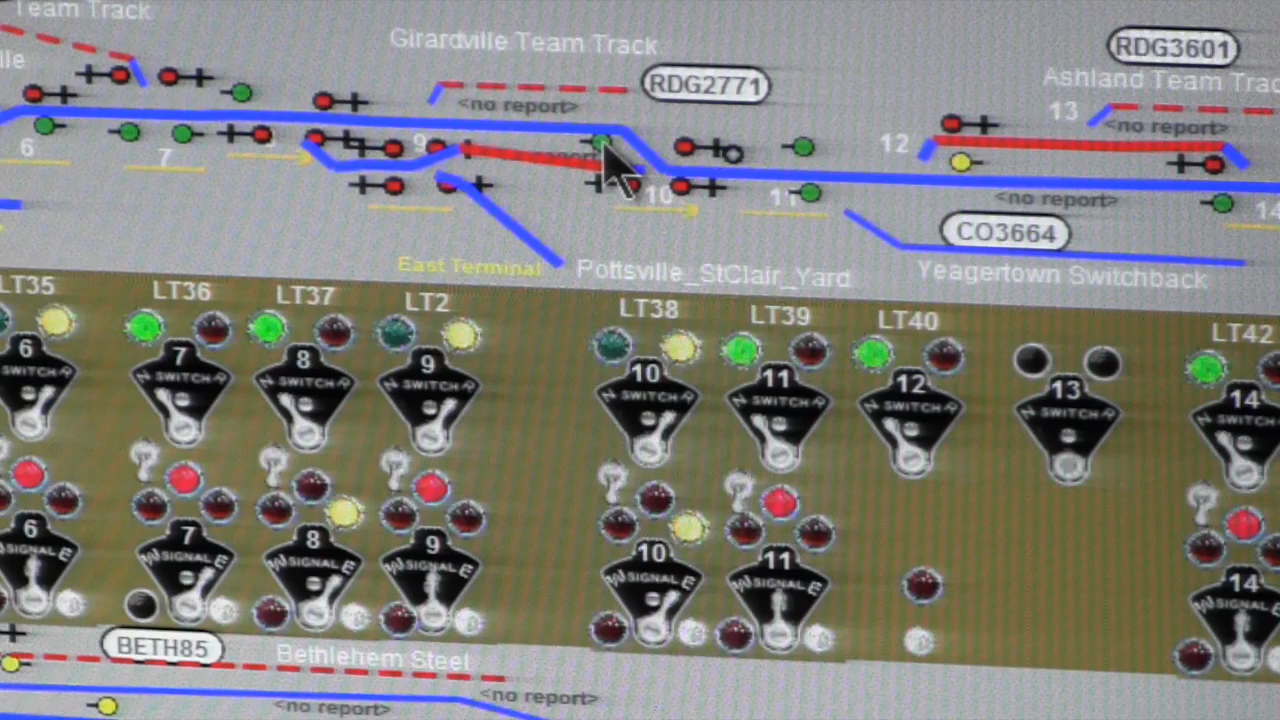 Team Track
Girardville Team Track
RDG3601
RDG2771
Ashland Team Trac
lle
<no report>
13
<no report>
12
6
7
9
<no report>
10
11
14
CO3664
East Terminal
Pottsville_StClair_Yard
Yeagertown Switchback
LT35
LT36
LT37
LT2
LT38
LT39
LT40
LT42
6
SWITCH R
7
N SWITCH R
8
N SWITCH R
9
N SWITCH R
10
N SWITCH R
11
N SWITCH R
12
N SWITCH R
13
N SWITCH R
14
N SWITCH
6
SIGNAL E
7
W SIGNAL E
8
W SIGNAL E
9
W SIGNAL E
10
W SIGNAL E
11
W SIGNAL E
14
W SIGNAL E
BETH85
Bethlehem Steel
<no report>
<no report>